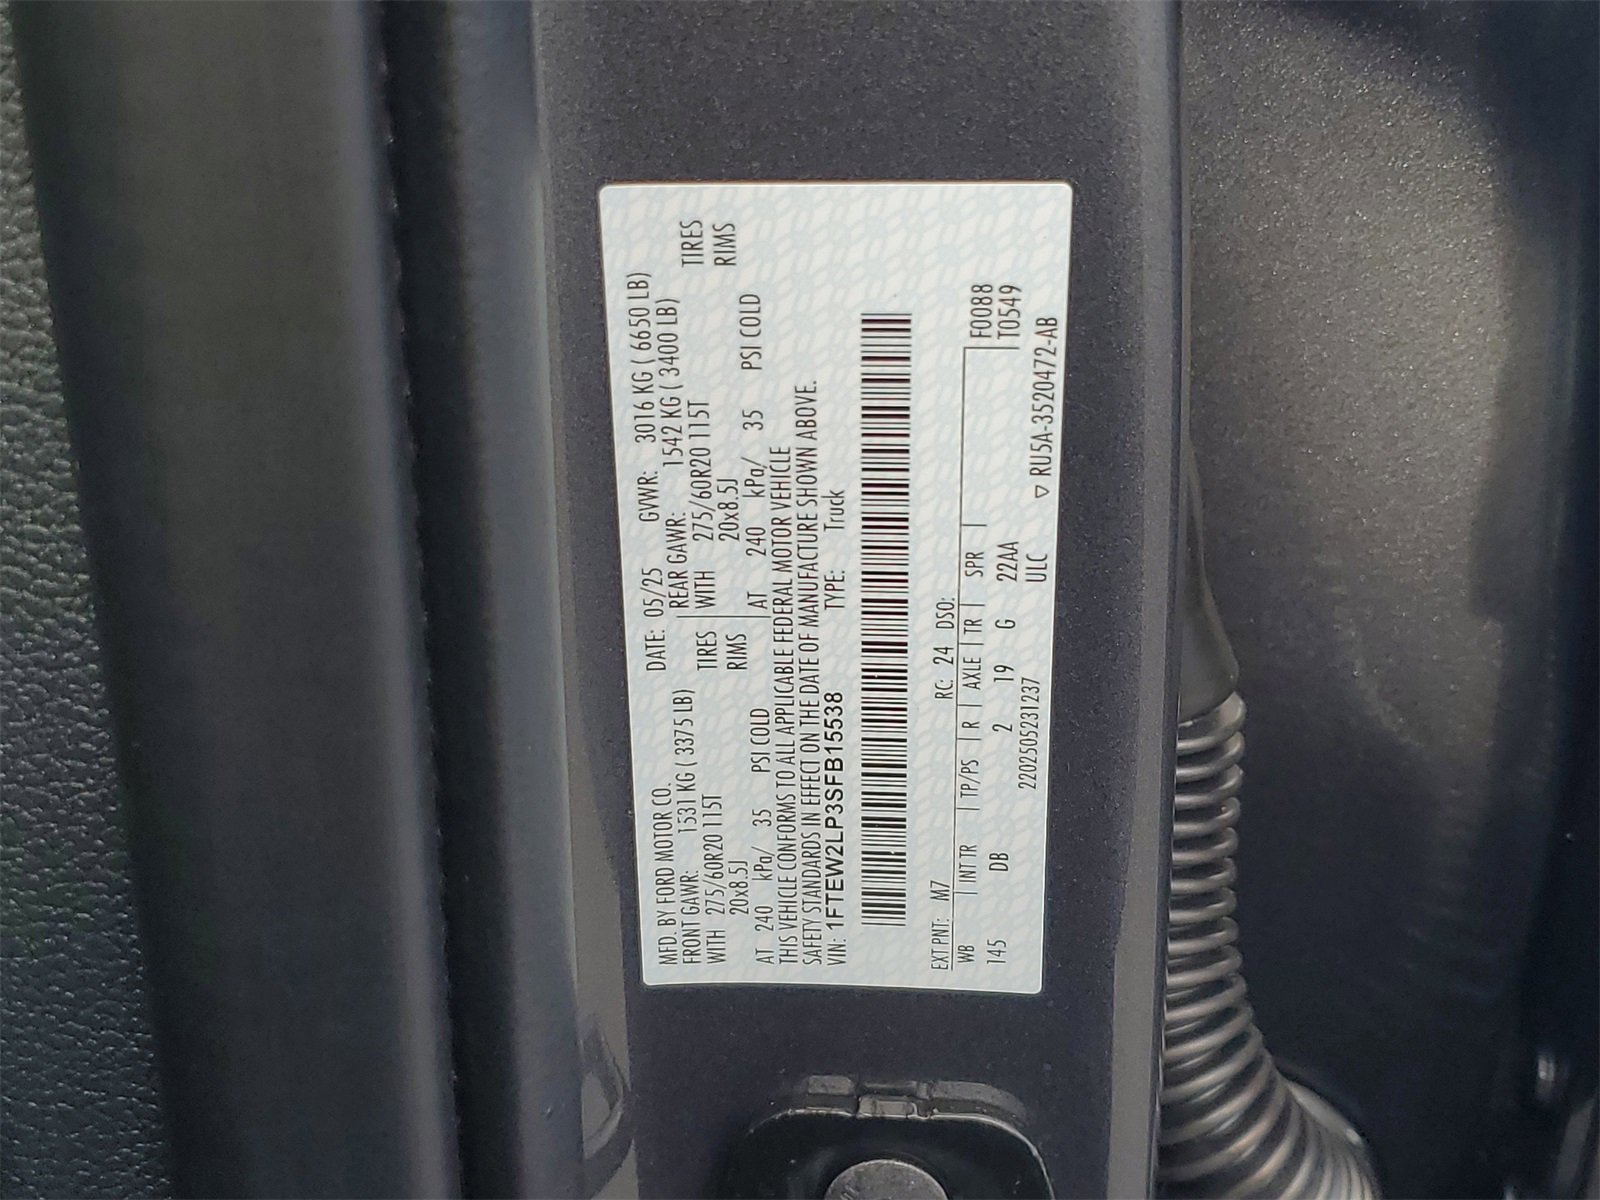 MFD. BY FORD MOTOR CO.
DATE: 05/25 GVWR: 3016 KG ( 6650 LB)
FRONT GAWR: 1531 KG ( 3375 LB) REAR GAWR: 1542 KG ( 3400 LB)
WITH 275/60R20 115T TIRES WITH 275/60R20 115T TIRES
20x8.5J RIMS 20x8.5J RIMS
AT 240 kPa/ 35 PSI COLD AT 240 kPa/ 35 PSI COLD
THIS VEHICLE CONFORMS TO ALL APPLICABLE FEDERAL MOTOR VEHICLE
SAFETY STANDARDS IN EFFECT ON THE DATE OF MANUFACTURE SHOWN ABOVE.
VIN: 1FTEW2LP3SFB15538 TYPE: Truck
EXT PNT: M7 RC: 24 DSO:
WB INT TR TP/PS R AXLE TR SPR F0088
145 DB 2 19 G 22AA T0549
ULC
2202505231237 ▽ RU5A-3520472-AB